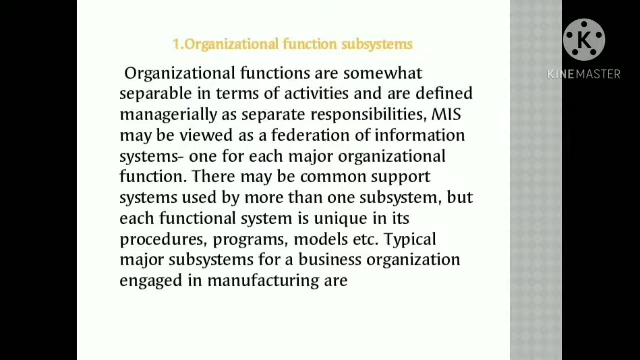 1.Organizational function subsystems
Organizational functions are somewhat
separable in terms of activities and are defined
managerially as separate responsibilities, MIS
may be viewed as a federation of information
systems- one for each major organizational
function. There may be common support
systems used by more than one subsystem, but
each functional system is unique in its
procedures, programs, models etc. Typical
major subsystems for a business organization
engaged in manufacturing are
K
KINEMASTER